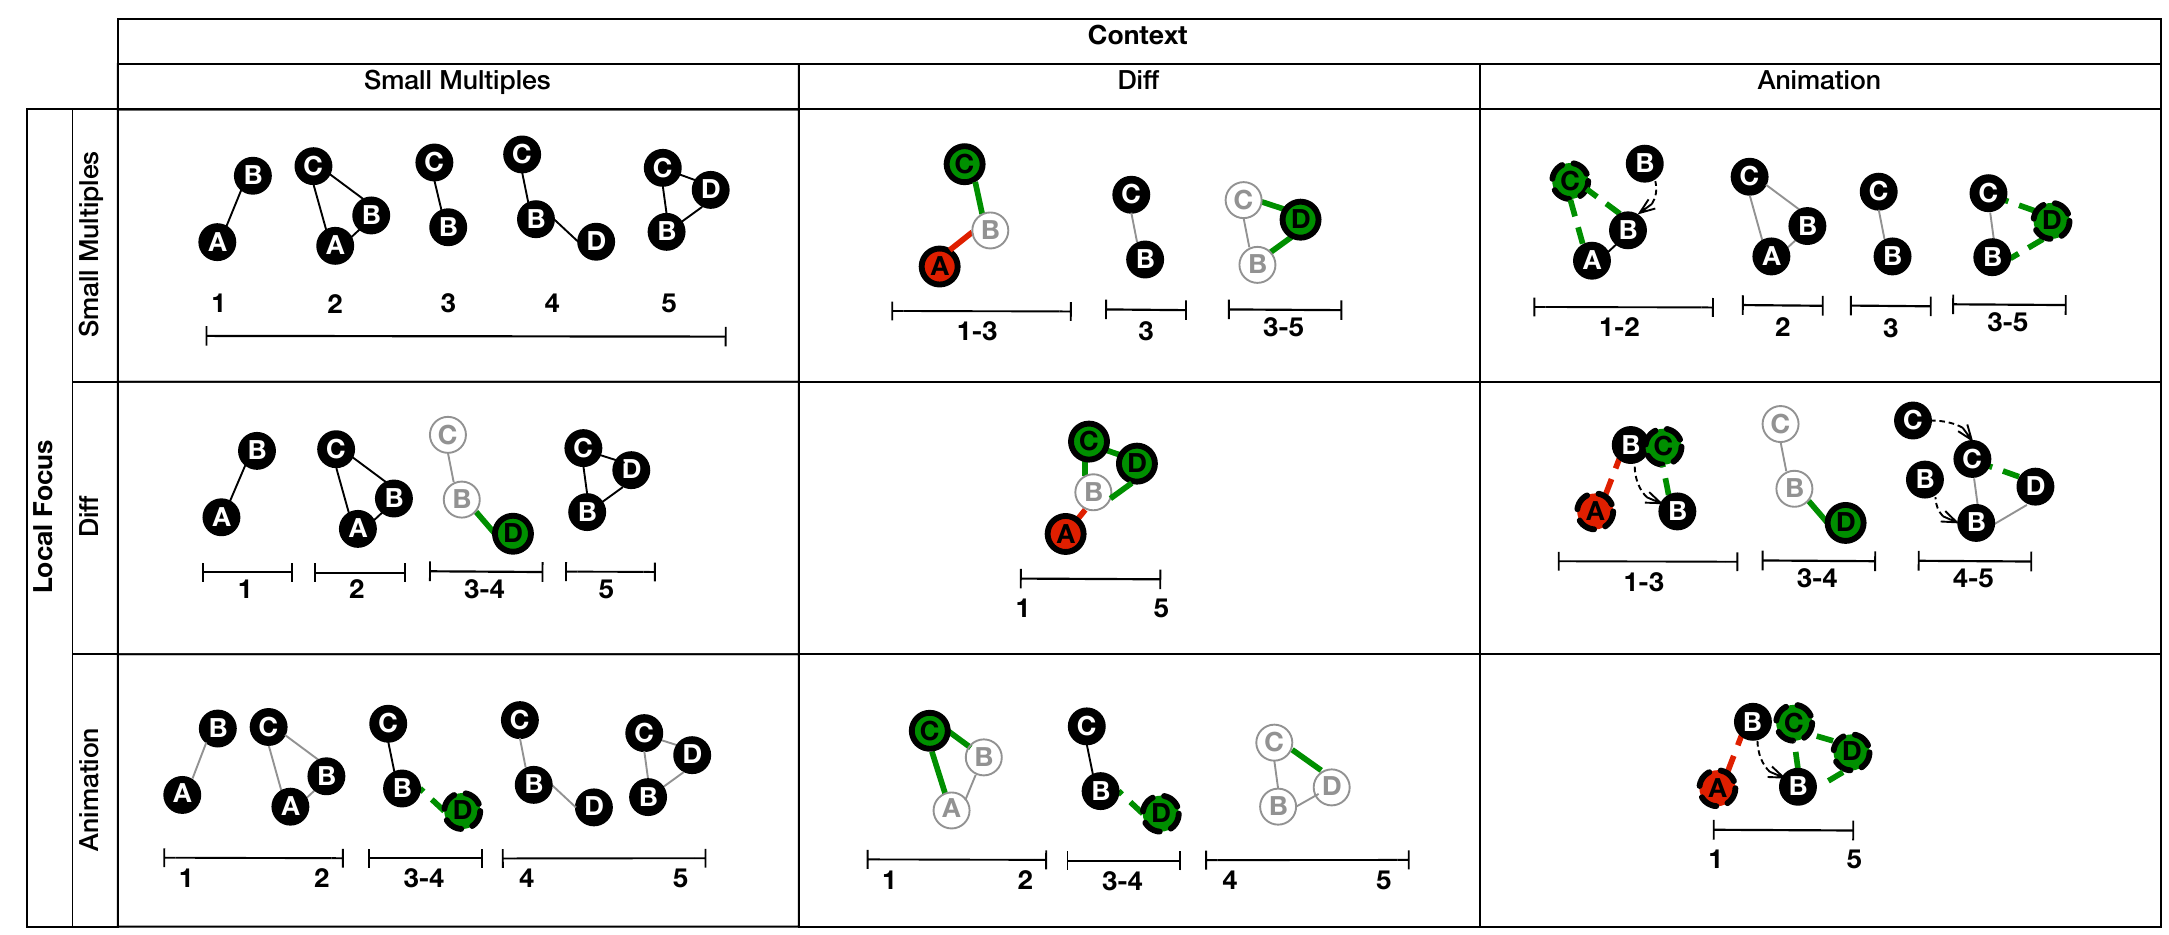 Context
Small Multiples Diff Animation
Local Focus
Small Multiples
B A C B A C B C B D C D B
1 2 3 4 5
C B A C B C D B
1-3 3 3-5
C B B A C B A C B C D B
1-2 2 3 3-5
Diff
B A C B A C B D C D B
1 2 3-4 5
C D B A
1 5
B C A B C B D C C B D B
1-3 3-4 4-5
Animation
B A C B A C B D C B D C D B
1 2 3-4 4 5
C B A C B D C D B
1 2 3-4 4 5
B C D A B
1 5